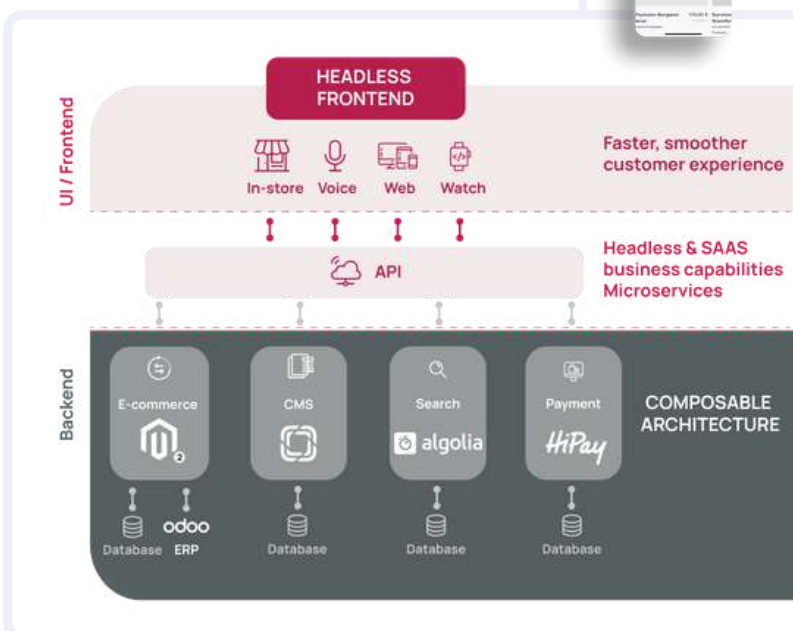 HEADLESS
FRONTEND
UI / Frontend
In-store Voice Web Watch
Faster, smoother
customer experience
API
Headless & SAAS
business capabilities
Microservices
Backend
E-commerce
2
CMS
Search
algolia
Payment
HiPay
COMPOSABLE
ARCHITECTURE
Database
odoo
ERP
Database
Database
Database